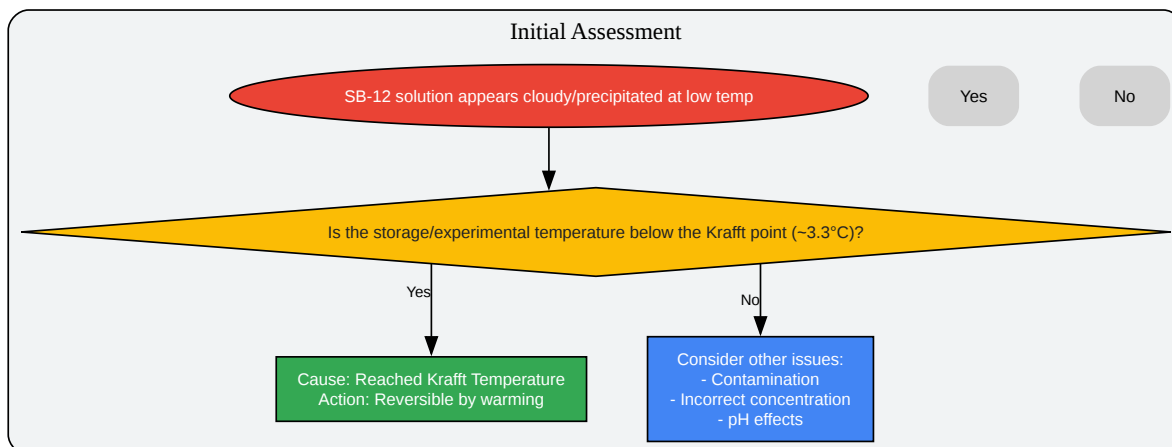 Initial Assessment
SB-12 solution appears cloudy/precipitated at low temp
Yes
No
Is the storage/experimental temperature below the Krafft point (~3.3°C)?
Yes
No
Cause: Reached Krafft Temperature
Action: Reversible by warming
Consider other issues:
- Contamination
- Incorrect concentration
- pH effects